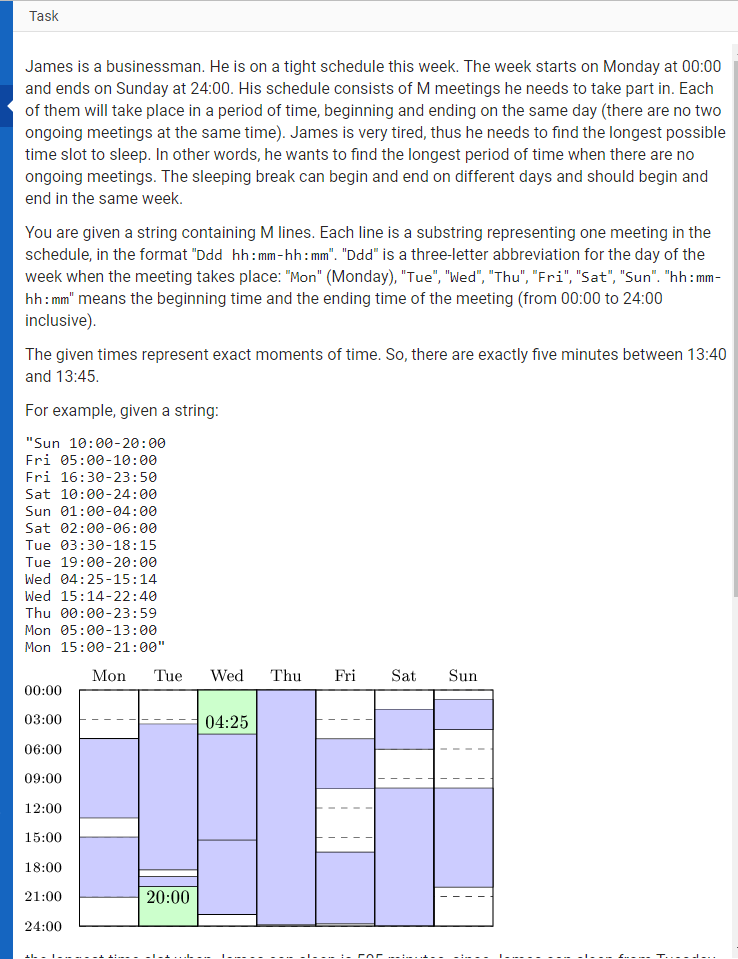 Task
James is a businessman. He is on a tight schedule this week. The week starts on Monday at 00:00
and ends on Sunday at 24:00. His schedule consists of M meetings he needs to take part in. Each
of them will take place in a period of time, beginning and ending on the same day (there are no two
ongoing meetings at the same time). James is very tired, thus he needs to find the longest possible
time slot to sleep. In other words, he wants to find the longest period of time when there are no
ongoing meetings. The sleeping break can begin and end on different days and should begin and
end in the same week.
You are given a string containing M lines. Each line is a substring representing one meeting in the
schedule, in the format "Ddd hh:mm-hh:mm". "Ddd" is a three-letter abbreviation for the day of the
week when the meeting takes place: "Mon" (Monday), "Tue", "Wed", "Thu", "Fri", "Sat", "Sun". "hh:mm-
hh:mm" means the beginning time and the ending time of the meeting (from 00:00 to 24:00
inclusive).
The given times represent exact moments of time. So, there are exactly five minutes between 13:40
and 13:45.
For example, given a string:
"Sun 10:00-20:00
Fri 05:00-10:00
Fri 16:30-23:50
Sat 10:00-24:00
Sun 01:00-04:00
Sat 02:00-06:00
Tue 03:30-18:15
Tue 19:00-20:00
Wed 04:25-15:14
Wed 15:14-22:40
Thu 00:00-23:59
Mon 05:00-13:00
Mon 15:00-21:00"
Mon Tue Wed Thu Fri Sat Sun
00:00
03:00 04:25
06:00
09:00
12:00
15:00
18:00
21:00 20:00
24:00